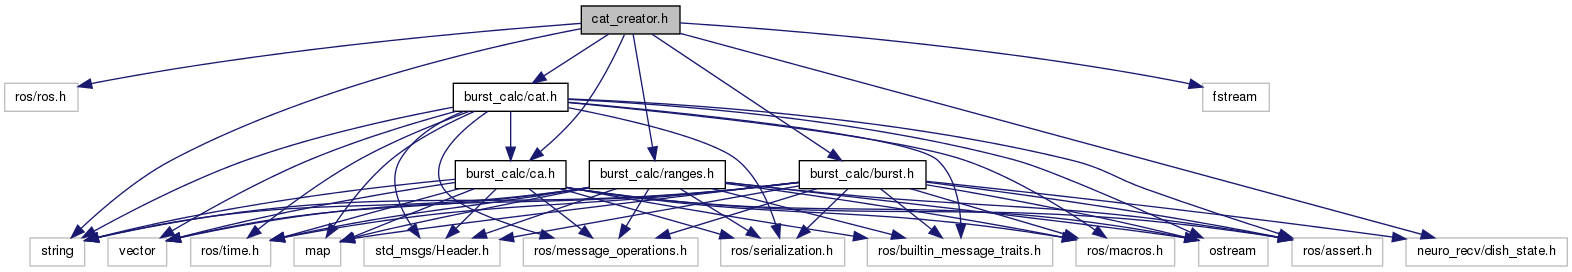 cat_creator.h
ros/ros.h
burst_calc/cat.h
fstream
burst_calc/ca.h
burst_calc/ranges.h
burst_calc/burst.h
string
vector
ros/time.h
map
std_msgs/Header.h
ros/message_operations.h
ros/serialization.h
ros/builtin_message_traits.h
ros/macros.h
ostream
ros/assert.h
neuro_recv/dish_state.h